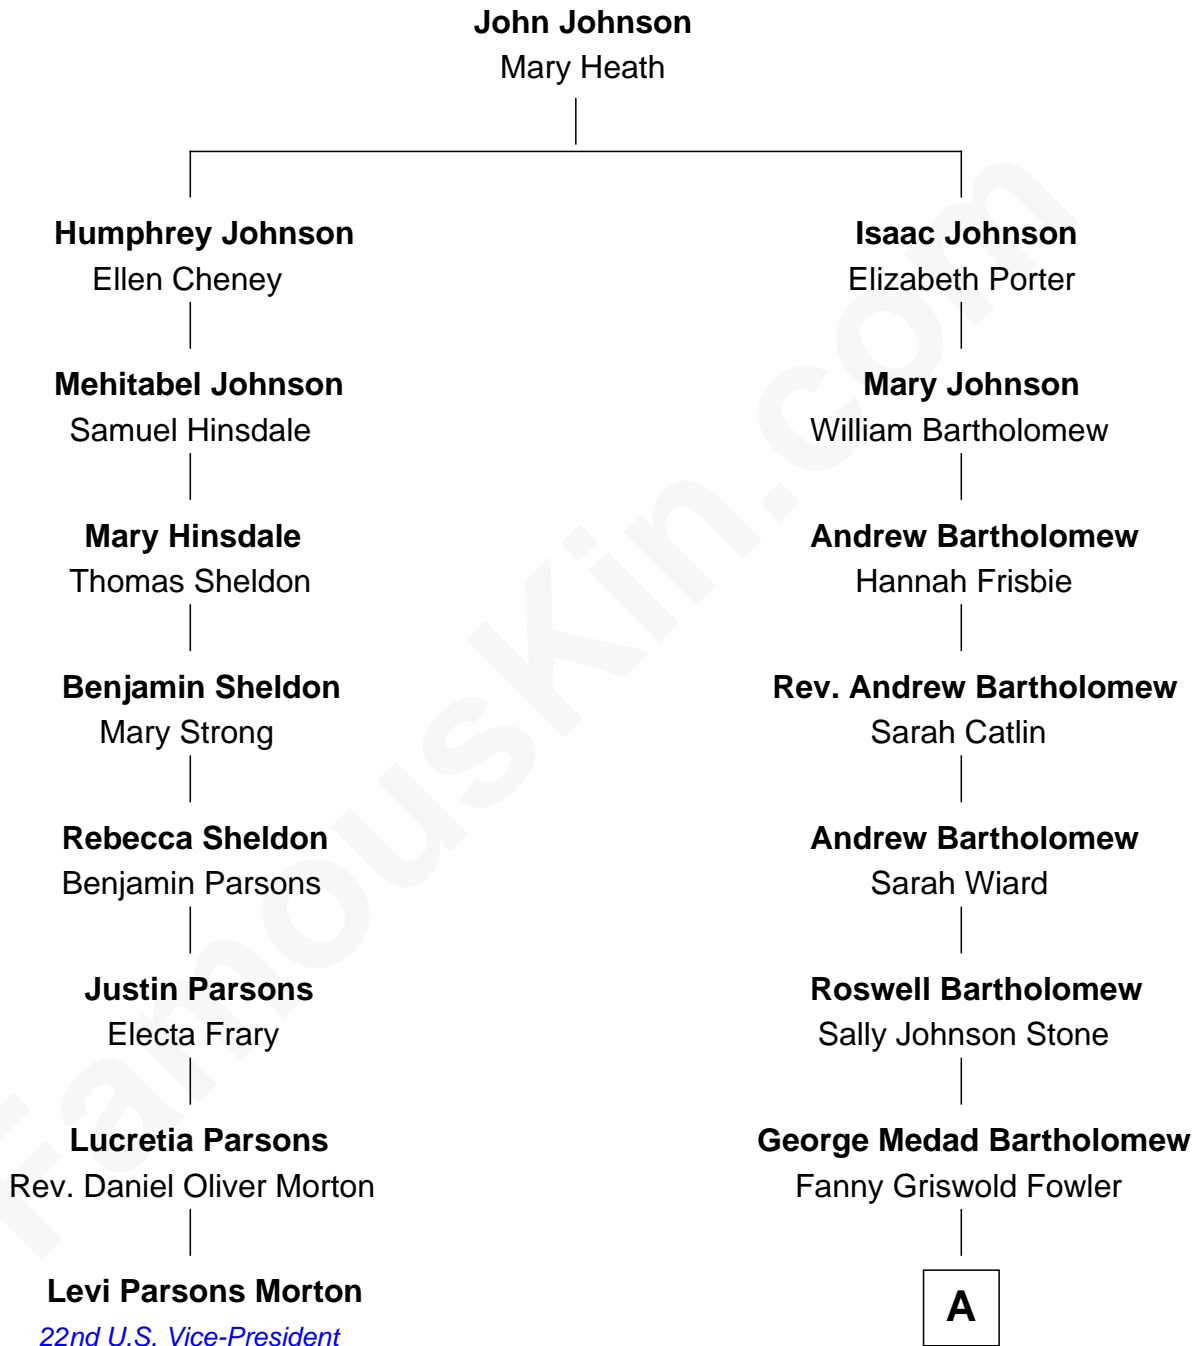 John Johnson
Mary Heath
Humphrey Johnson
Ellen Cheney
Isaac Johnson
Elizabeth Porter
Mehitabel Johnson
Samuel Hinsdale
Mary Johnson
William Bartholomew
Mary Hinsdale
Thomas Sheldon
Andrew Bartholomew
Hannah Frisbie
Benjamin Sheldon
Mary Strong
Rev. Andrew Bartholomew
Sarah Catlin
Rebecca Sheldon
Benjamin Parsons
Andrew Bartholomew
Sarah Wiard
Justin Parsons
Electa Frary
Roswell Bartholomew
Sally Johnson Stone
Lucretia Parsons
Rev. Daniel Oliver Morton
George Medad Bartholomew
Fanny Griswold Fowler
Levi Parsons Morton
22nd U.S. Vice-President
A
FamousKin.com